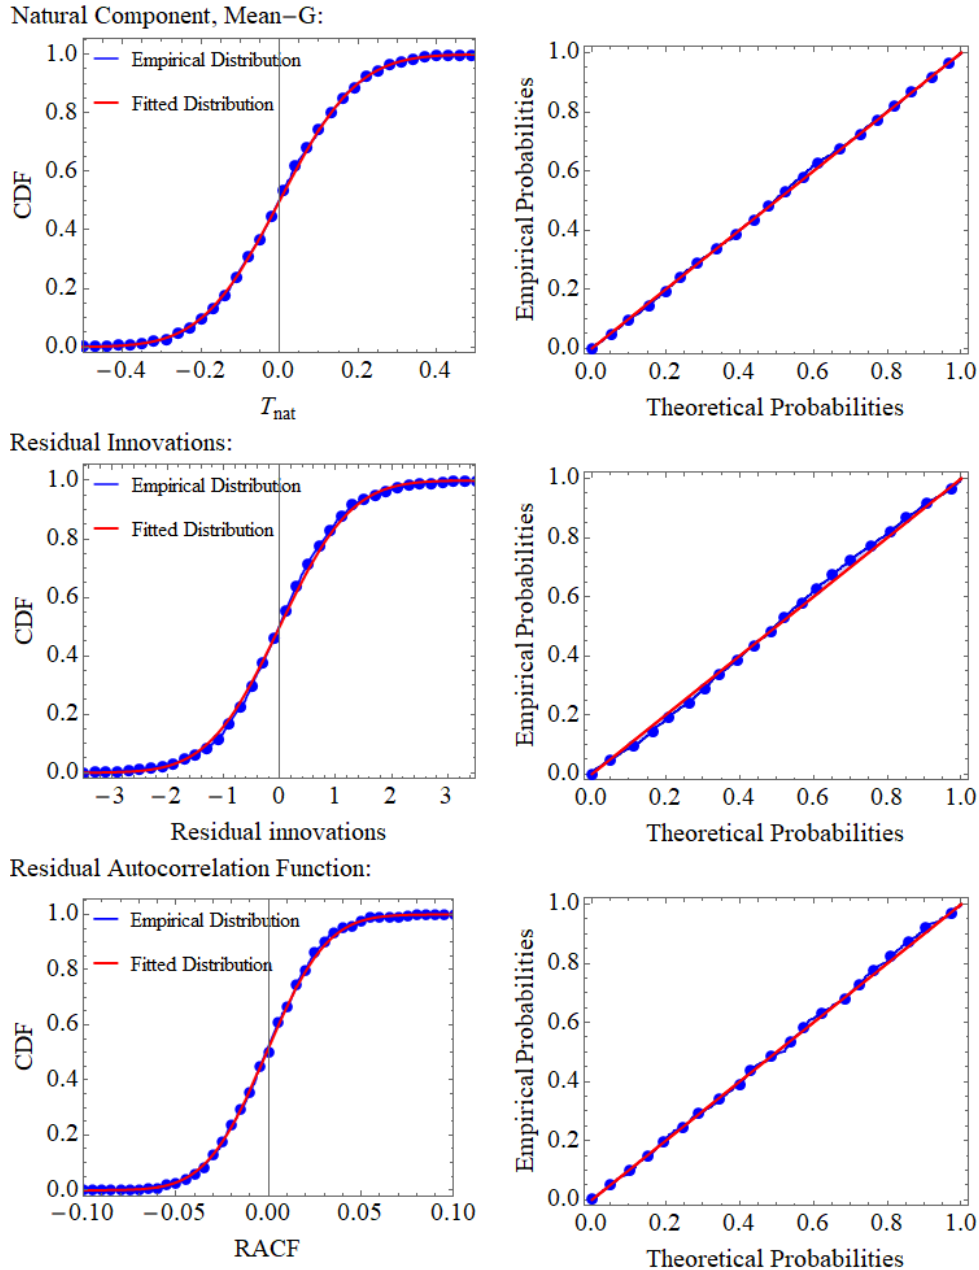 Natural Component, Mean−G:
1.0
0.8
0.6
0.4
0.2
0.0
CDF
Empirical Distribution
Fitted Distribution
−0.4 −0.2 0.0 0.2 0.4
T_nat
1.0
0.8
0.6
0.4
0.2
0.0
Empirical Probabilities
0.0 0.2 0.4 0.6 0.8 1.0
Theoretical Probabilities
Residual Innovations:
1.0
0.8
0.6
0.4
0.2
0.0
CDF
Empirical Distribution
Fitted Distribution
−3 −2 −1 0 1 2 3
Residual innovations
1.0
0.8
0.6
0.4
0.2
0.0
Empirical Probabilities
0.0 0.2 0.4 0.6 0.8 1.0
Theoretical Probabilities
Residual Autocorrelation Function:
1.0
0.8
0.6
0.4
0.2
0.0
CDF
Empirical Distribution
Fitted Distribution
−0.10 −0.05 0.00 0.05 0.10
RACF
1.0
0.8
0.6
0.4
0.2
0.0
Empirical Probabilities
0.0 0.2 0.4 0.6 0.8 1.0
Theoretical Probabilities